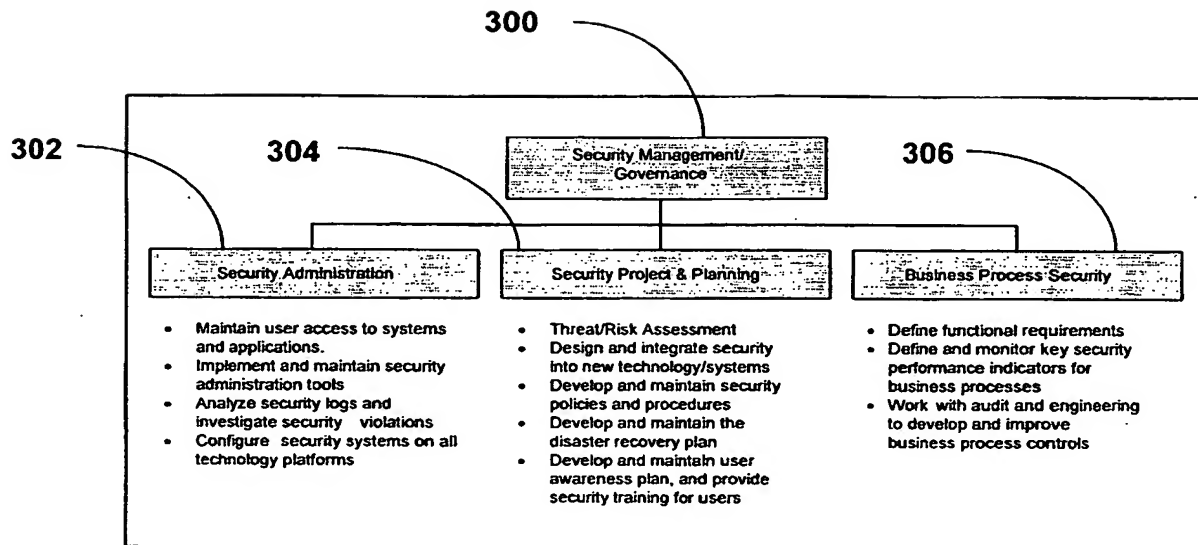 300
302
304
306
Security Management/
Governance
Security Administration
Security Project & Planning
Business Process Security
• Maintain user access to systems
and applications.
• Implement and maintain security
administration tools
• Analyze security logs and
investigate security violations
• Configure security systems on all
technology platforms
• Threat/Risk Assessment
• Design and integrate security
into new technology/systems
• Develop and maintain security
policies and procedures
• Develop and maintain the
disaster recovery plan
• Develop and maintain user
awareness plan, and provide
security training for users
• Define functional requirements
• Define and monitor key security
performance indicators for
business processes
• Work with audit and engineering
to develop and improve
business process controls